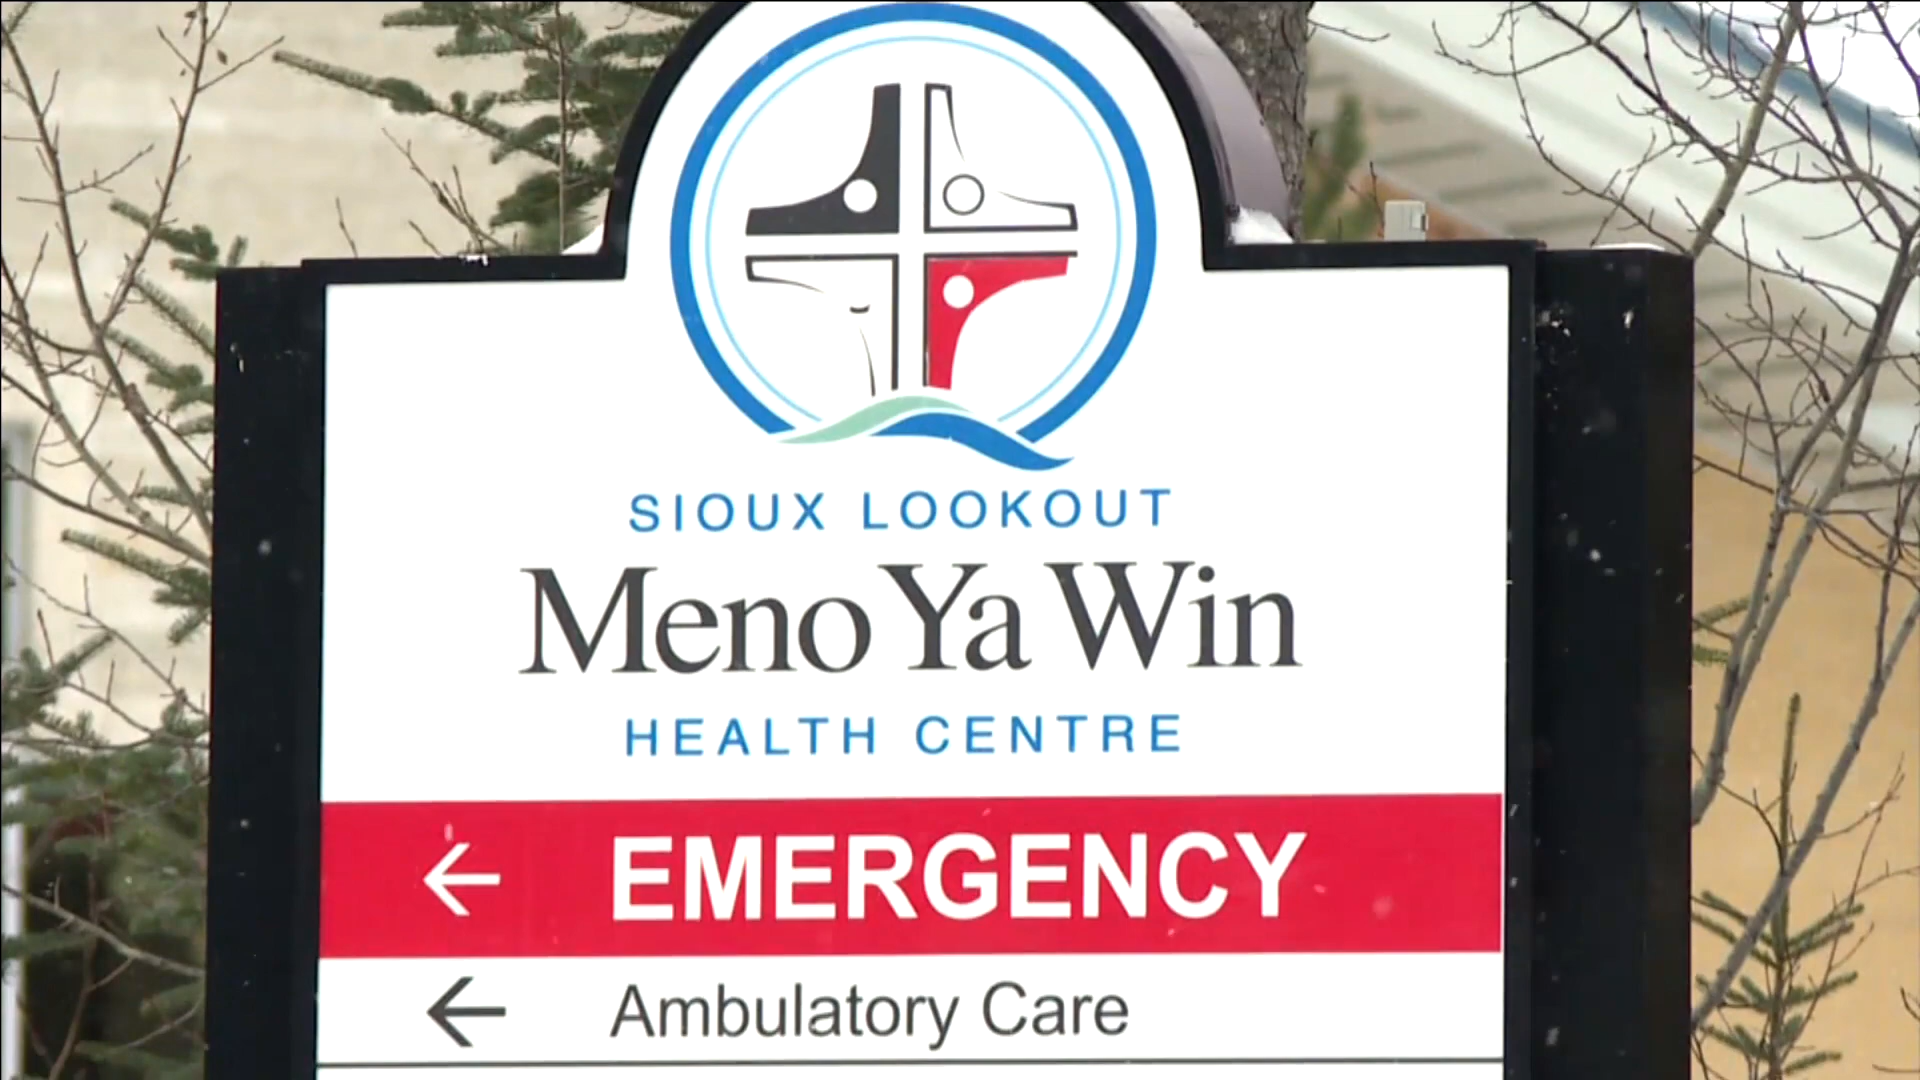 SIOUX LOOKOUT
Meno Ya Win
HEALTH CENTRE
← EMERGENCY
← Ambulatory Care